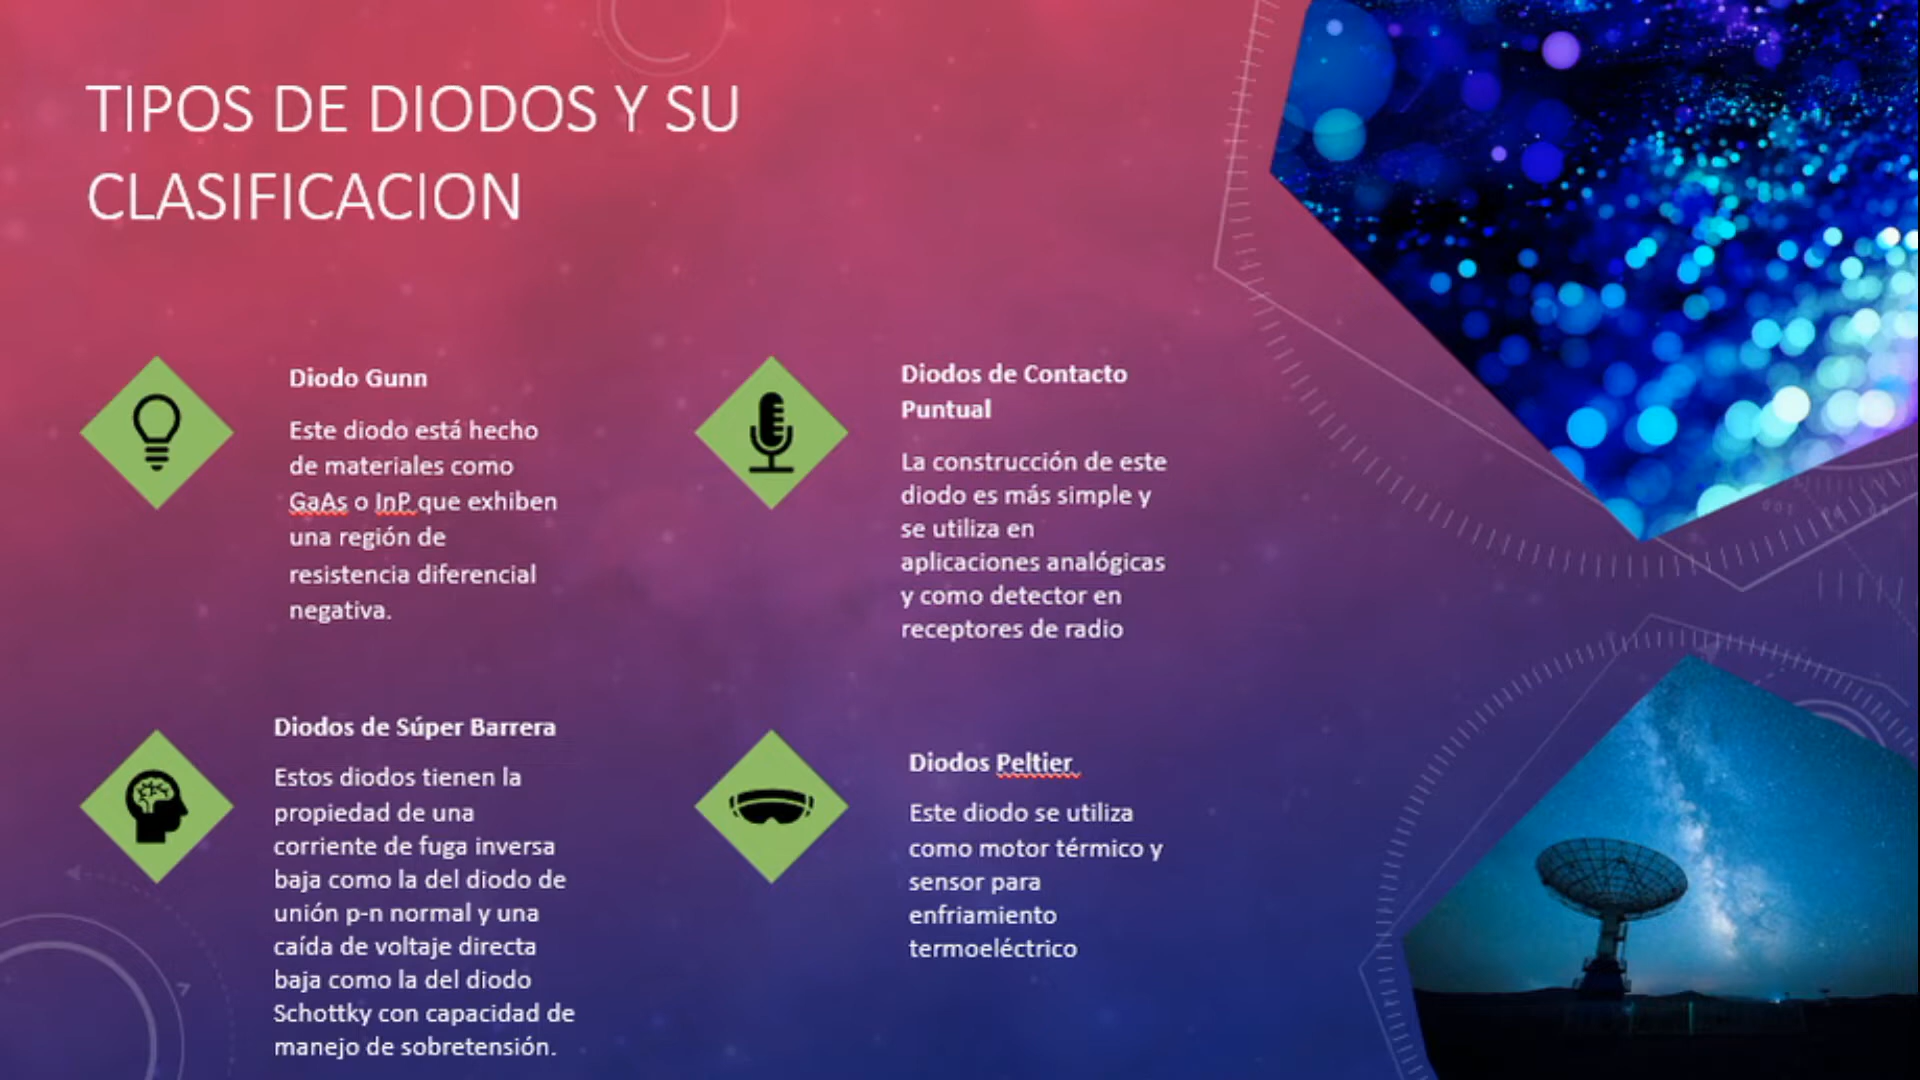 TIPOS DE DIODOS Y SU
CLASIFICACION
Diodo Gunn
Este diodo está hecho
de materiales como
GaAs o InP que exhiben
una región de
resistencia diferencial
negativa.
Diodos de Contacto
Puntual
La construcción de este
diodo es más simple y
se utiliza en
aplicaciones analógicas
y como detector en
receptores de radio
Diodos de Súper Barrera
Estos diodos tienen la
propiedad de una
corriente de fuga inversa
baja como la del diodo de
unión p-n normal y una
caída de voltaje directa
baja como la del diodo
Schottky con capacidad de
manejo de sobretensión.
Diodos Peltier
Este diodo se utiliza
como motor térmico y
sensor para
enfriamiento
termoeléctrico